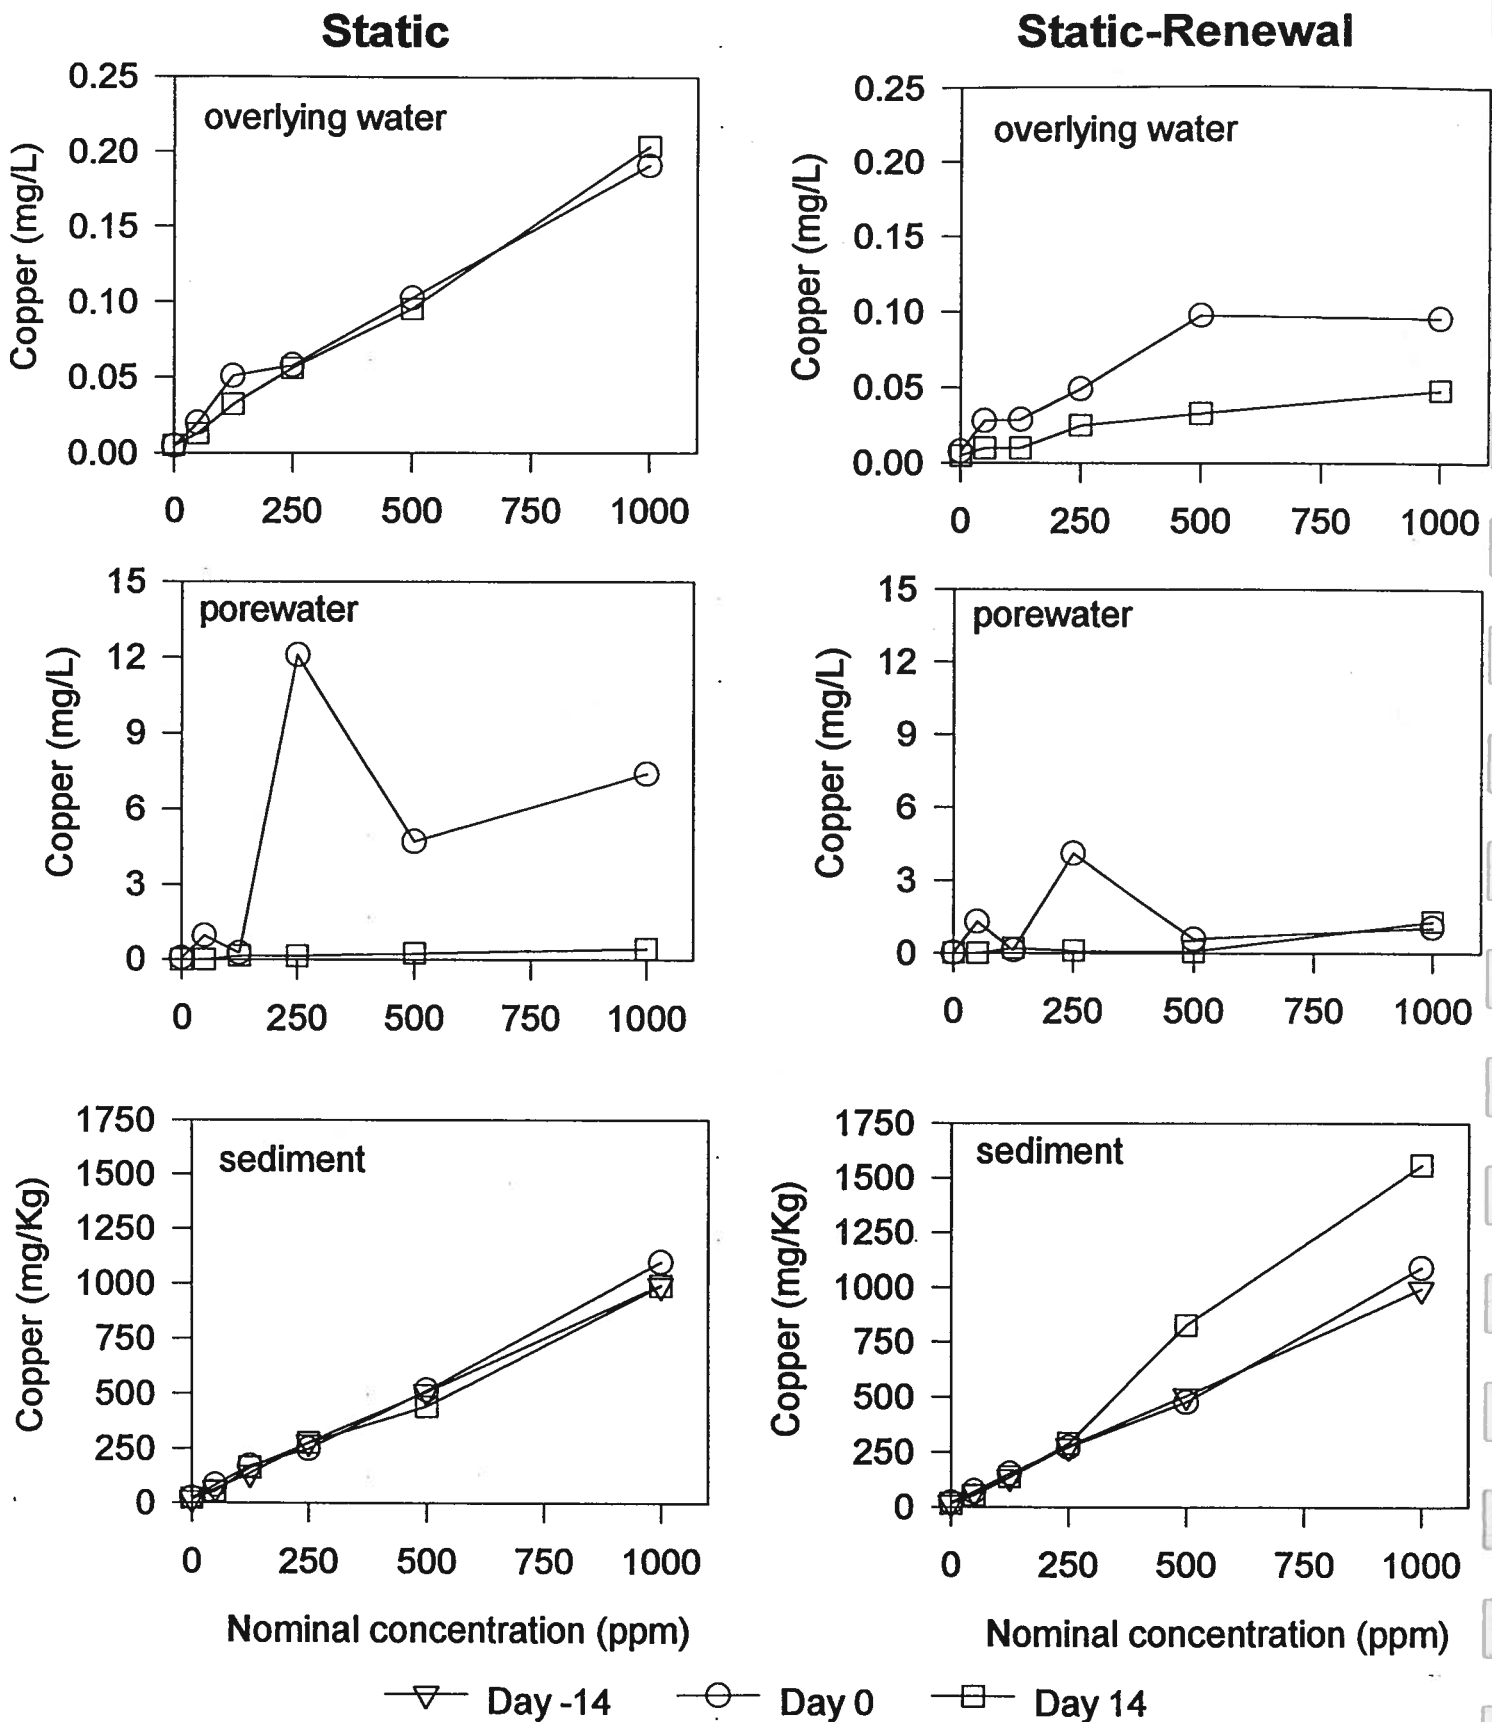 Static
Static-Renewal
0.25
0.20
0.15
0.10
0.05
0.00
Copper (mg/L)
overlying water
0 250 500 750 1000
0.25
0.20
0.15
0.10
0.05
0.00
Copper (mg/L)
overlying water
0 250 500 750 1000
15
12
9
6
3
0
Copper (mg/L)
porewater
0 250 500 750 1000
15
12
9
6
3
0
Copper (mg/L)
porewater
0 250 500 750 1000
1750
1500
1250
1000
750
500
250
0
Copper (mg/Kg)
sediment
0 250 500 750 1000
Nominal concentration (ppm)
1750
1500
1250
1000
750
500
250
0
Copper (mg/Kg)
sediment
0 250 500 750 1000
Nominal concentration (ppm)
Day -14 Day 0 Day 14